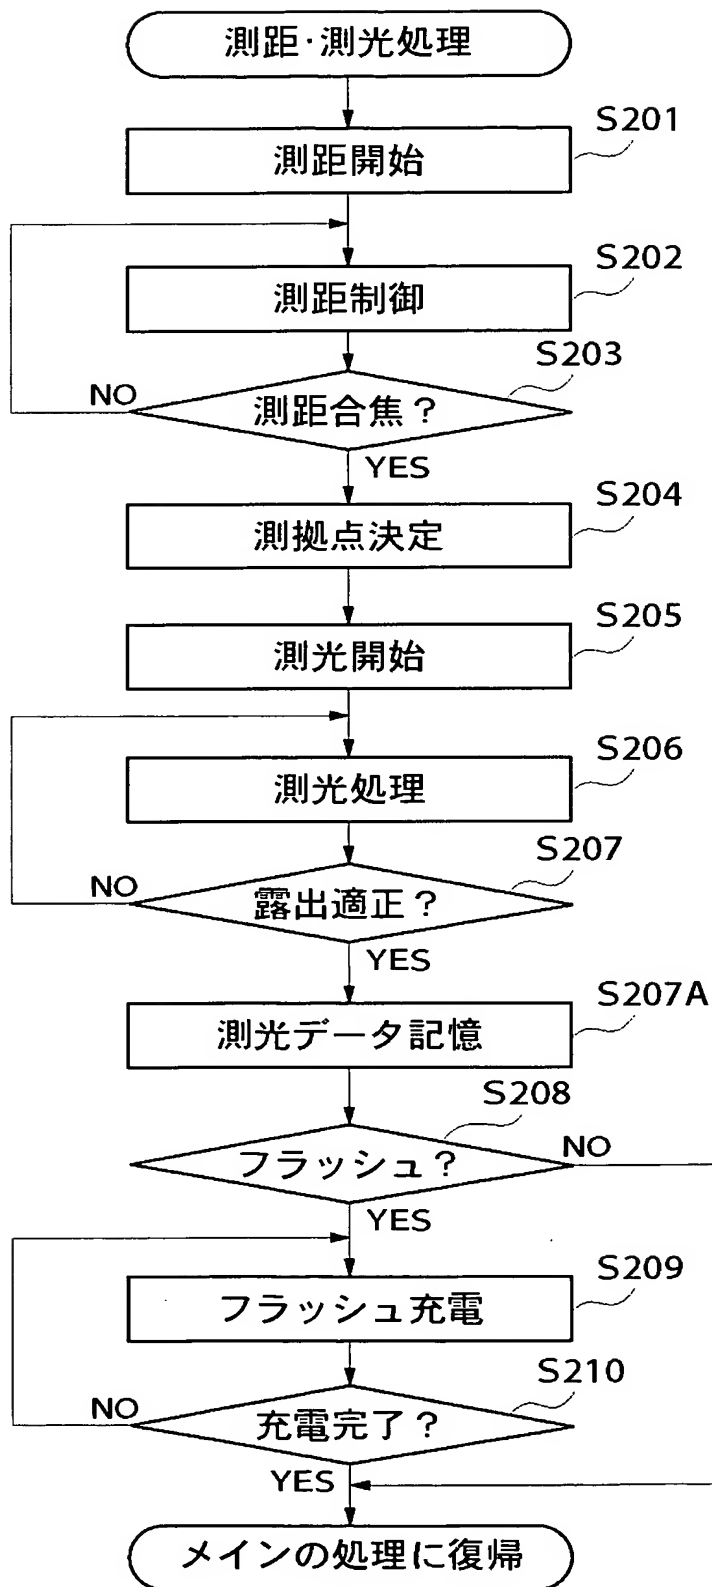 測距・測光処理
S201
測距開始
S202
測距制御
S203
NO
測距合焦？
YES
S204
測拠点決定
S205
測光開始
S206
測光処理
S207
NO
露出適正？
YES
S207A
測光データ記憶
S208
フラッシュ？
NO
YES
S209
フラッシュ充電
S210
NO
充電完了？
YES
メインの処理に復帰